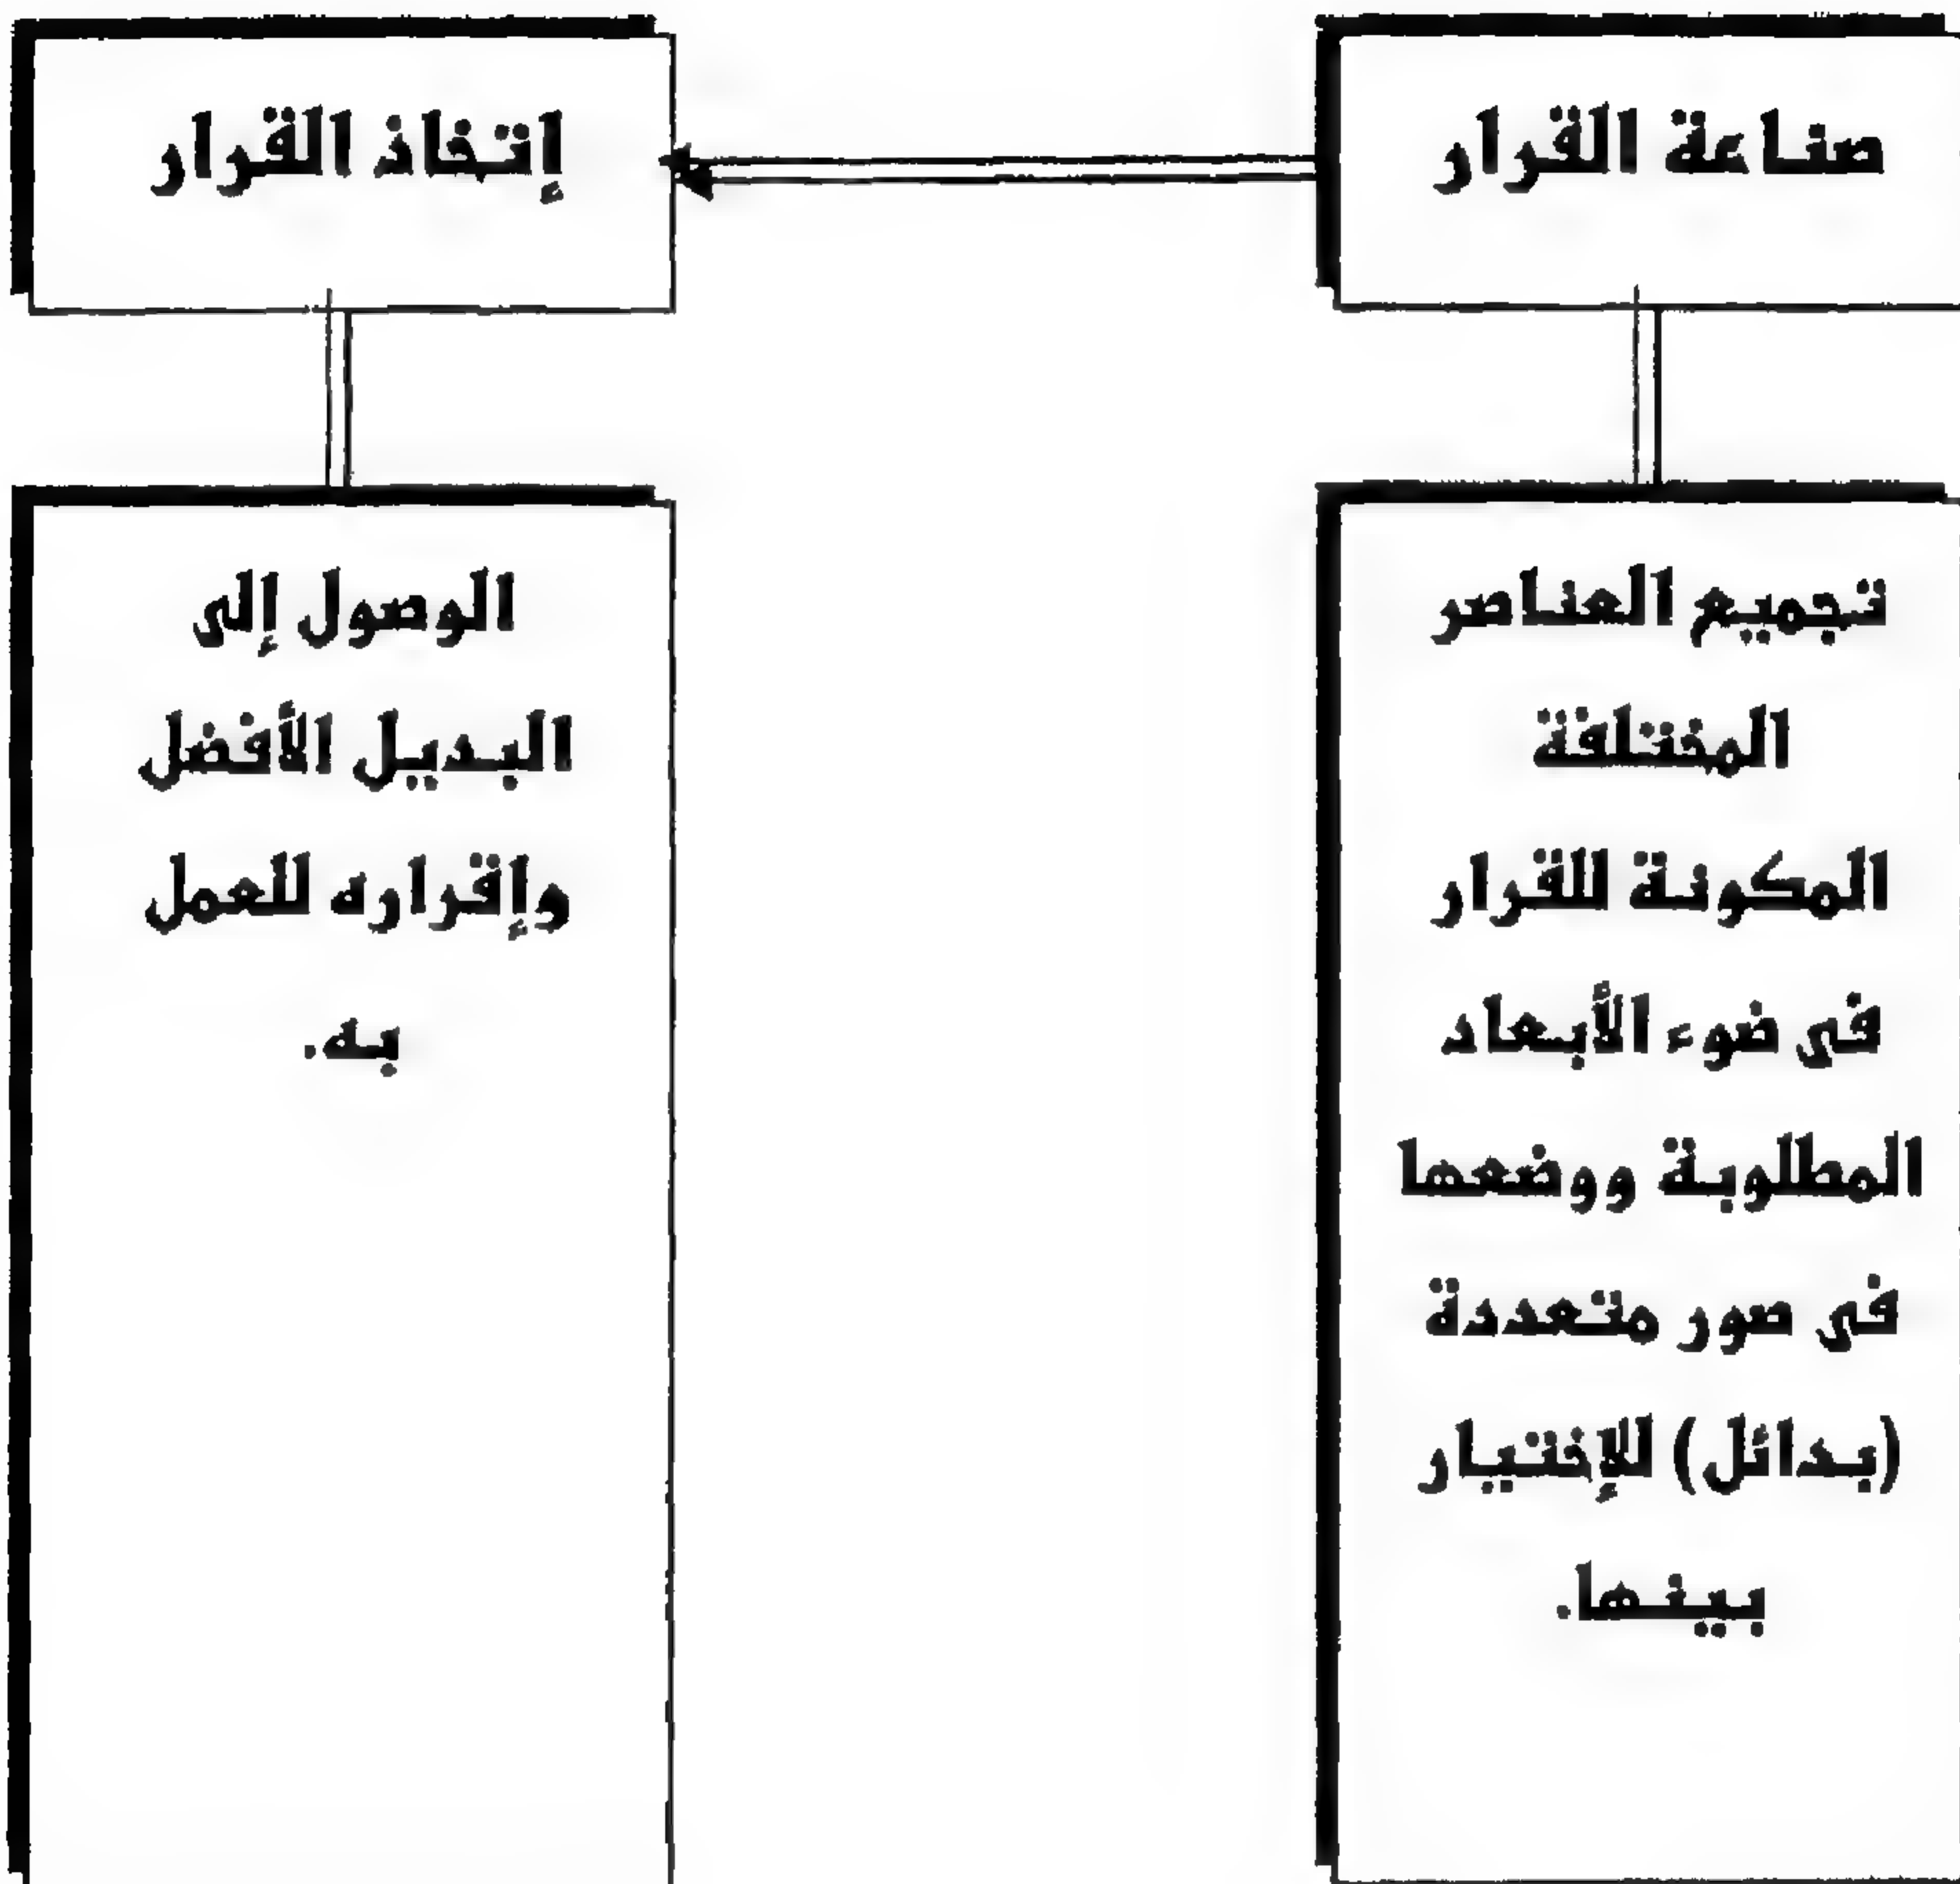 صناعة القرار
إتخاذ القرار
تجميع العناصر
المختلفة
المكونة للقرار
فى ضوء الأبعاد
المطلوبة ووضعها
فى صور متعددة
(بدائل) للإختيار
بينها.
الوصول إلى
البديل الأفضل
وإقراره للعمل
به.